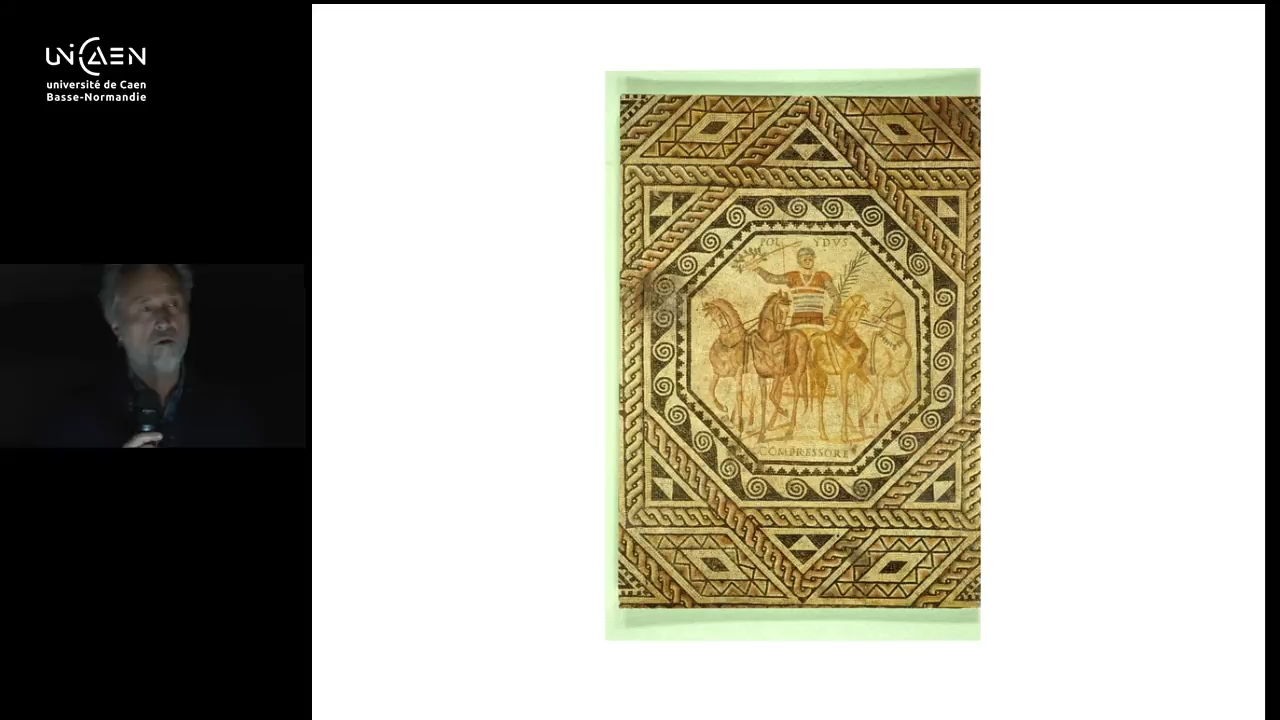 UNICAEN
université de Caen
Basse-Normandie
POL YDVS
COMPRESSORE